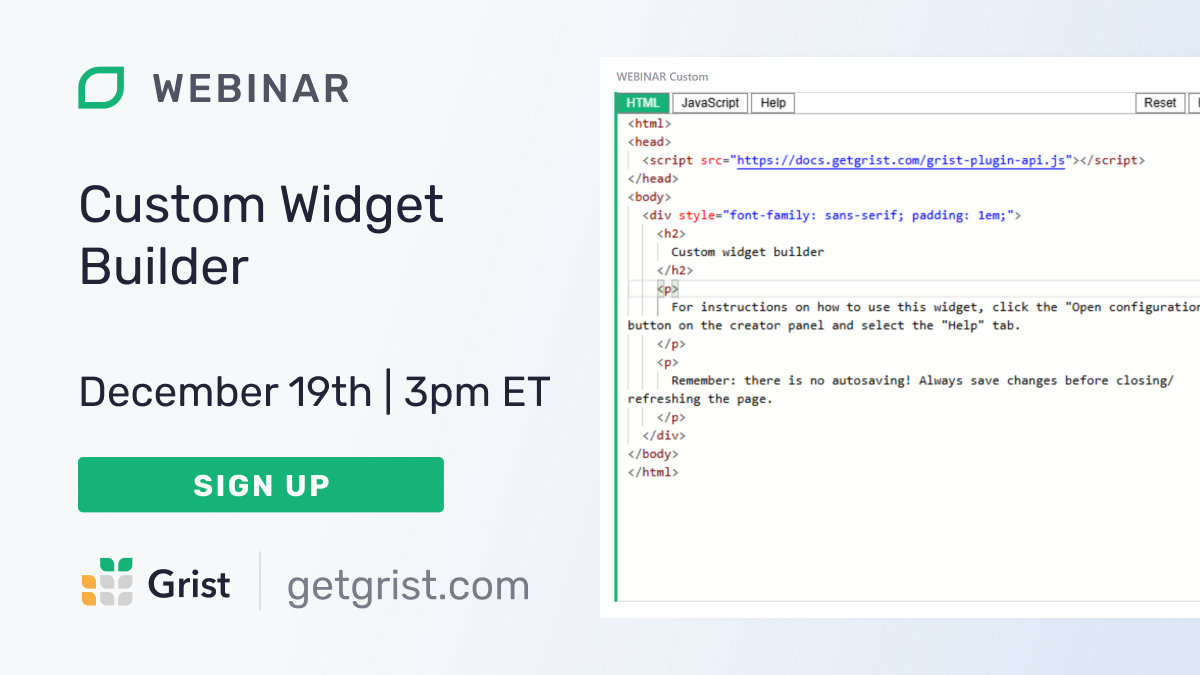 WEBINAR
Custom Widget
Builder
December 19th | 3pm ET
SIGN UP
Grist
getgrist.com
WEBINAR Custom
HTML JavaScript Help Reset
<html>
<head>
<script src="https://docs.getgrist.com/grist-plugin-api.js"></script>
</head>
<body>
<div style="font-family: sans-serif; padding: 1em;">
<h2>
Custom widget builder
</h2>
<p>
For instructions on how to use this widget, click the "Open configuration
button on the creator panel and select the "Help" tab.
</p>
<p>
Remember: there is no autosaving! Always save changes before closing/
refreshing the page.
</p>
</div>
</body>
</html>